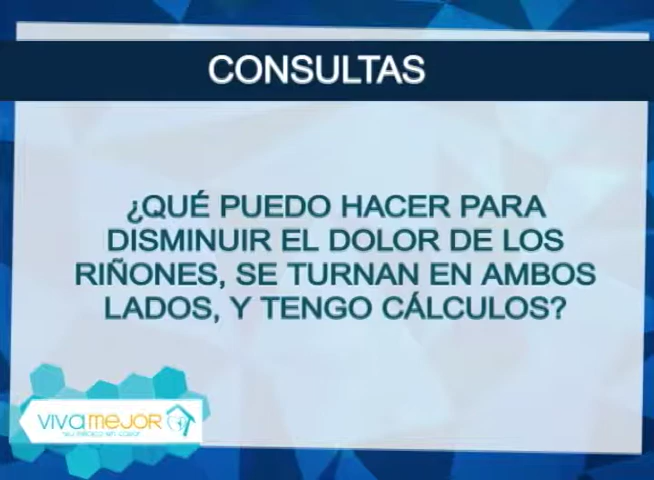 CONSULTAS
¿QUÉ PUEDO HACER PARA
DISMINUIR EL DOLOR DE LOS
RIÑONES, SE TURNAN EN AMBOS
LADOS, Y TENGO CÁLCULOS?
VIVAMEJOR